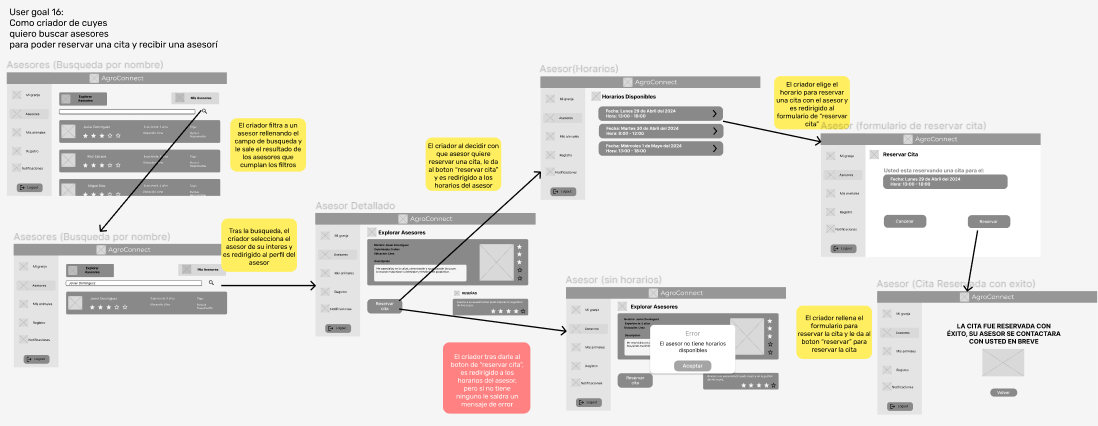 User goal 16:
Como criador de cuyes
quiero buscar asesores
para poder reservar una cita y recibir una asesorí
Asesores (Busqueda por nombre)
AgroConnect
Mi granja
Asesores
Mis animales
Registro
Notificaciones
Logout
Explorar
Asesores
Mis Asesores
El criador filtra a un
asesor rellenando el
campo de busqueda y
le sale el resultado de
los asesores que
cumplan los filtros
Asesores (Busqueda por nombre)
AgroConnect
Mi granja
Asesores
Mis animales
Registro
Notificaciones
Logout
Explorar
Asesores
Mis Asesores
Tras la busqueda, el
criador selecciona el
asesor de su interes y
es redirigido al perfil del
asesor
Asesor Detallado
AgroConnect
Mi granja
Asesores
Mis animales
Registro
Notificaciones
Logout
Explorar Asesores
Reservar
cita
El criador al decidir con
que asesor quiere
reservar una cita, le da
al boton "reservar cita"
y es redirigido a los
horarios del asesor
El criador tras darle al
boton de "reservar cita",
es redirigido a los
horarios del asesor,
pero si no tiene
ninguno le saldra un
mensaje de error
Asesor(Horarios)
AgroConnect
Mi granja
Asesores
Mis animales
Registro
Notificaciones
Logout
Horarios Disponibles
Fecha: Lunes 29 de Abril del 2024
Hora: 13:00 - 18:00
Fecha: Martes 30 de Abril del 2024
Hora: 9:00 - 12:00
Fecha: Miercoles 1 de Mayo del 2024
Hora: 13:00 - 18:00
El criador elige el
horario para reservar
una cita con el asesor y
es redirigido al
formulario de "reservar
cita"
Asesor (formulario de reservar cita)
AgroConnect
Mi granja
Asesores
Mis animales
Registro
Notificaciones
Logout
Reservar Cita
Usted esta reservando una cita para el:
Fecha: Lunes 29 de Abril del 2024
Hora: 13:00 - 18:00
Cancelar
Reservar
Asesor (sin horarios)
AgroConnect
Mi granja
Asesores
Mis animales
Registro
Notificaciones
Logout
Explorar Asesores
Error
El asesor no tiene horarios
disponibles
Aceptar
Reservar
cita
El criador rellena el
formulario para
reservar la cita y le da al
boton "reservar" para
reservar la cita
Asesor (Cita Reservada con exito)
AgroConnect
Mi granja
Asesores
Mis animales
Registro
Notificaciones
Logout
LA CITA FUE RESERVADA CON
ÉXITO, SU ASESOR SE CONTACTARA
CON USTED EN BREVE
Volver